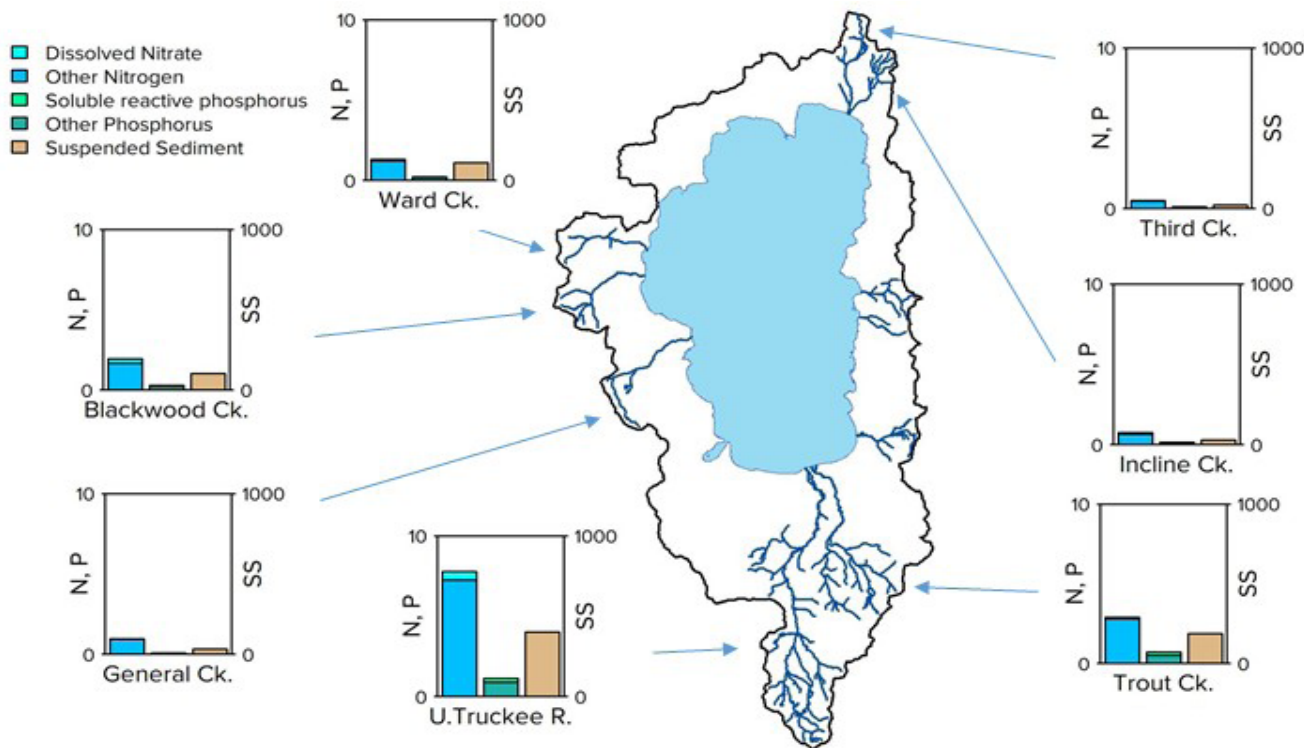 Dissolved Nitrate
Other Nitrogen
Soluble reactive phosphorus
Other Phosphorus
Suspended Sediment
10
1000
N, P
SS
0
0
Ward Ck.
10
1000
N, P
SS
0
0
Third Ck.
10
1000
N, P
SS
0
0
Blackwood Ck.
10
1000
N, P
SS
0
0
Incline Ck.
10
1000
N, P
SS
0
0
General Ck.
10
1000
N, P
SS
0
0
U.Truckee R.
10
1000
N, P
SS
0
0
Trout Ck.